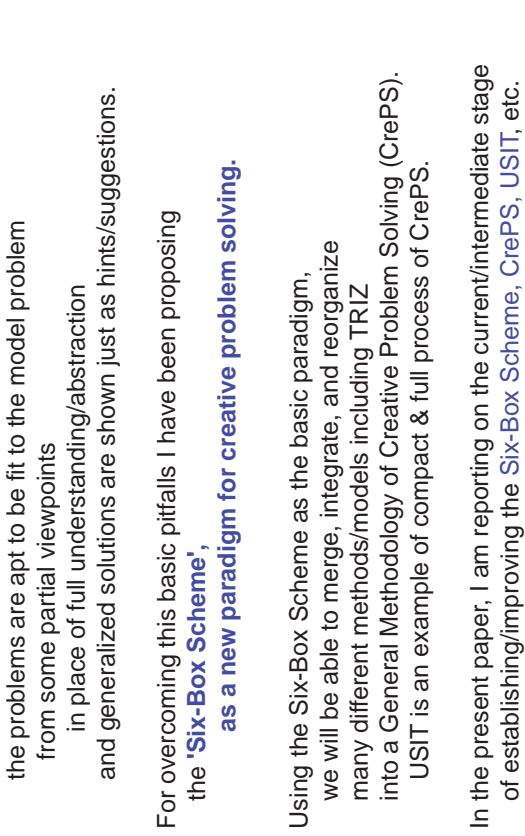 the problems are apt to be fit to the model problem
from some partial viewpoints
in place of full understanding/abstraction
and generalized solutions are shown just as hints/suggestions.
For overcoming this basic pitfalls I have been proposing
the 'Six-Box Scheme',
as a new paradigm for creative problem solving.
Using the Six-Box Scheme as the basic paradigm,
we will be able to merge, integrate, and reorganize
many different methods/models including TRIZ
into a General Methodology of Creative Problem Solving (CrePS).
USIT is an example of compact & full process of CrePS.
In the present paper, I am reporting on the current/intermediate stage
of establishing/improving the Six-Box Scheme, CrePS, USIT, etc.